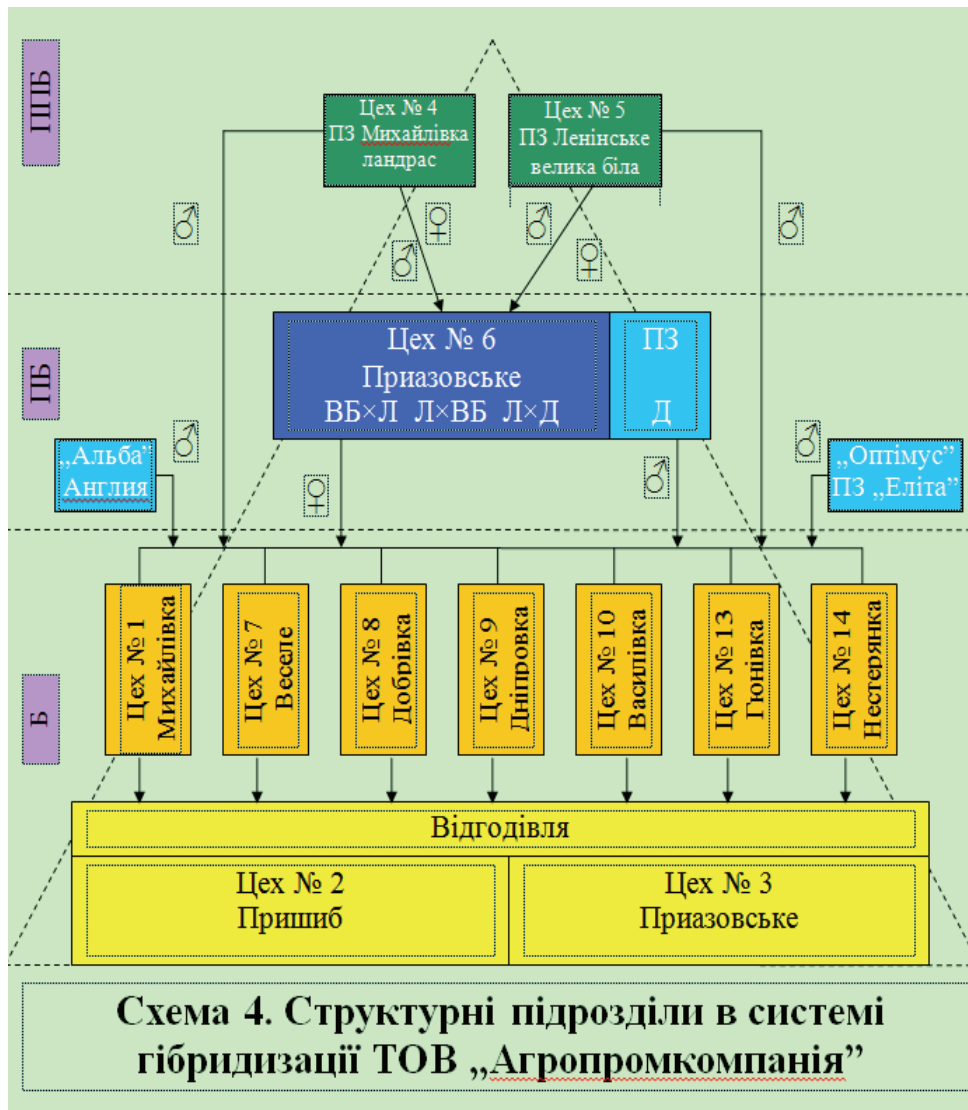 ППБ
Цех № 4
ПЗ Михайлівка
ландрас
Цех № 5
ПЗ Ленінське
велика біла
♂
♀
♂
♂
♀
♂
ПБ
Цех № 6
Приазовське
ВБ×Л Л×ВБ Л×Д
ПЗ
Д
„Альба”
Англия
♂
♀
♂
♂
„Оптімус”
ПЗ „Еліта”
Б
Цех № 1
Михайлівка
Цех № 7
Веселе
Цех № 8
Добрівка
Цех № 9
Дніпровка
Цех № 10
Василівка
Цех № 13
Гюнівка
Цех № 14
Нестерянка
Відгодівля
Цех № 2
Пришиб
Цех № 3
Приазовське
Схема 4. Структурні підрозділи в системі
гібридизації ТОВ „Агропромкомпанія”